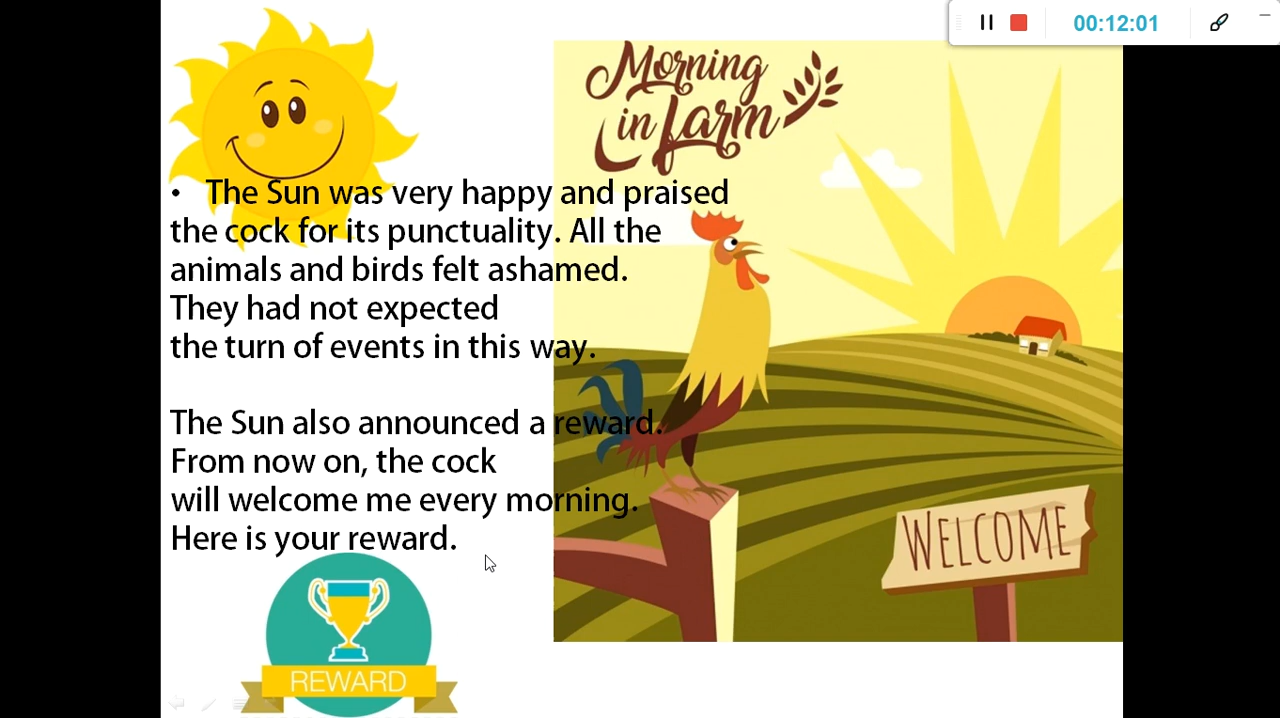 00:12:01
Morning
in Farm
• The Sun was very happy and praised
the cock for its punctuality. All the
animals and birds felt ashamed.
They had not expected
the turn of events in this way.
The Sun also announced a reward.
From now on, the cock
will welcome me every morning.
Here is your reward.
WELCOME
REWARD